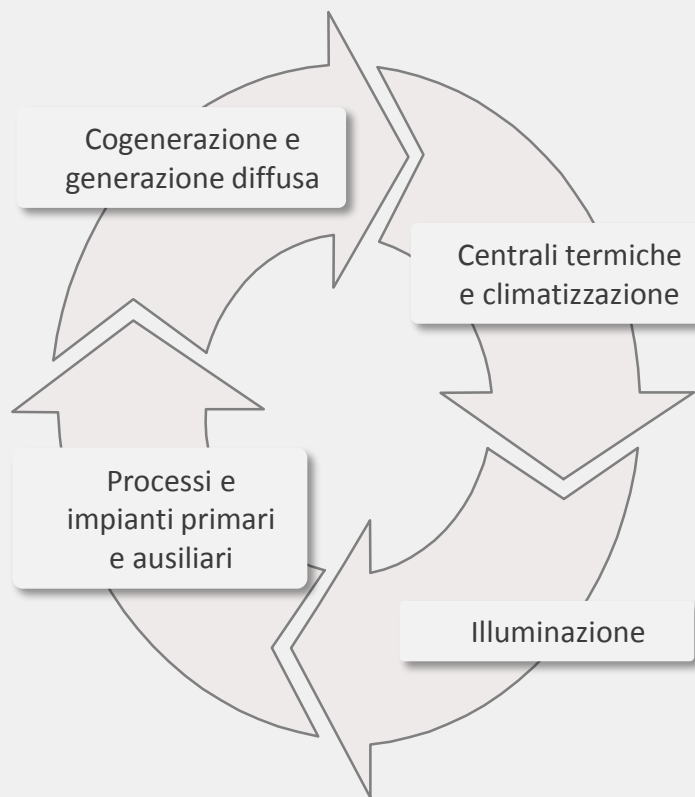 Cogenerazione e
generazione diffusa
Centrali termiche
e climatizzazione
Processi e
impianti primari
e ausiliari
Illuminazione